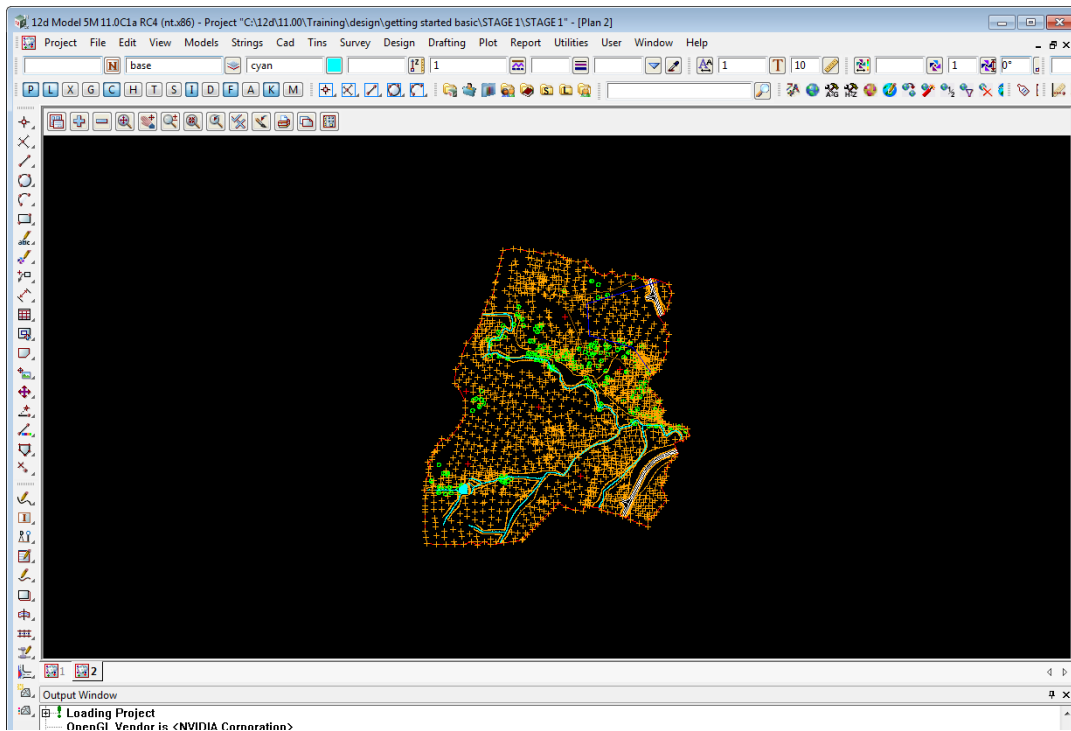 12d Model 5M 11.0C1a RC4 (nt.x86) - Project "C:\12d\11.00\Training\design\getting started basic\STAGE 1\STAGE 1" - [Plan 2]
Project File Edit View Models Strings Cad Tins Survey Design Drafting Plot Report Utilities User Window Help
N base cyan 1 1 T 10 1 0°
P L X G C H T S I D F A K M
abc
1 2
Output Window
Loading Project
OpenGL Vendor is <NVIDIA Corporation>